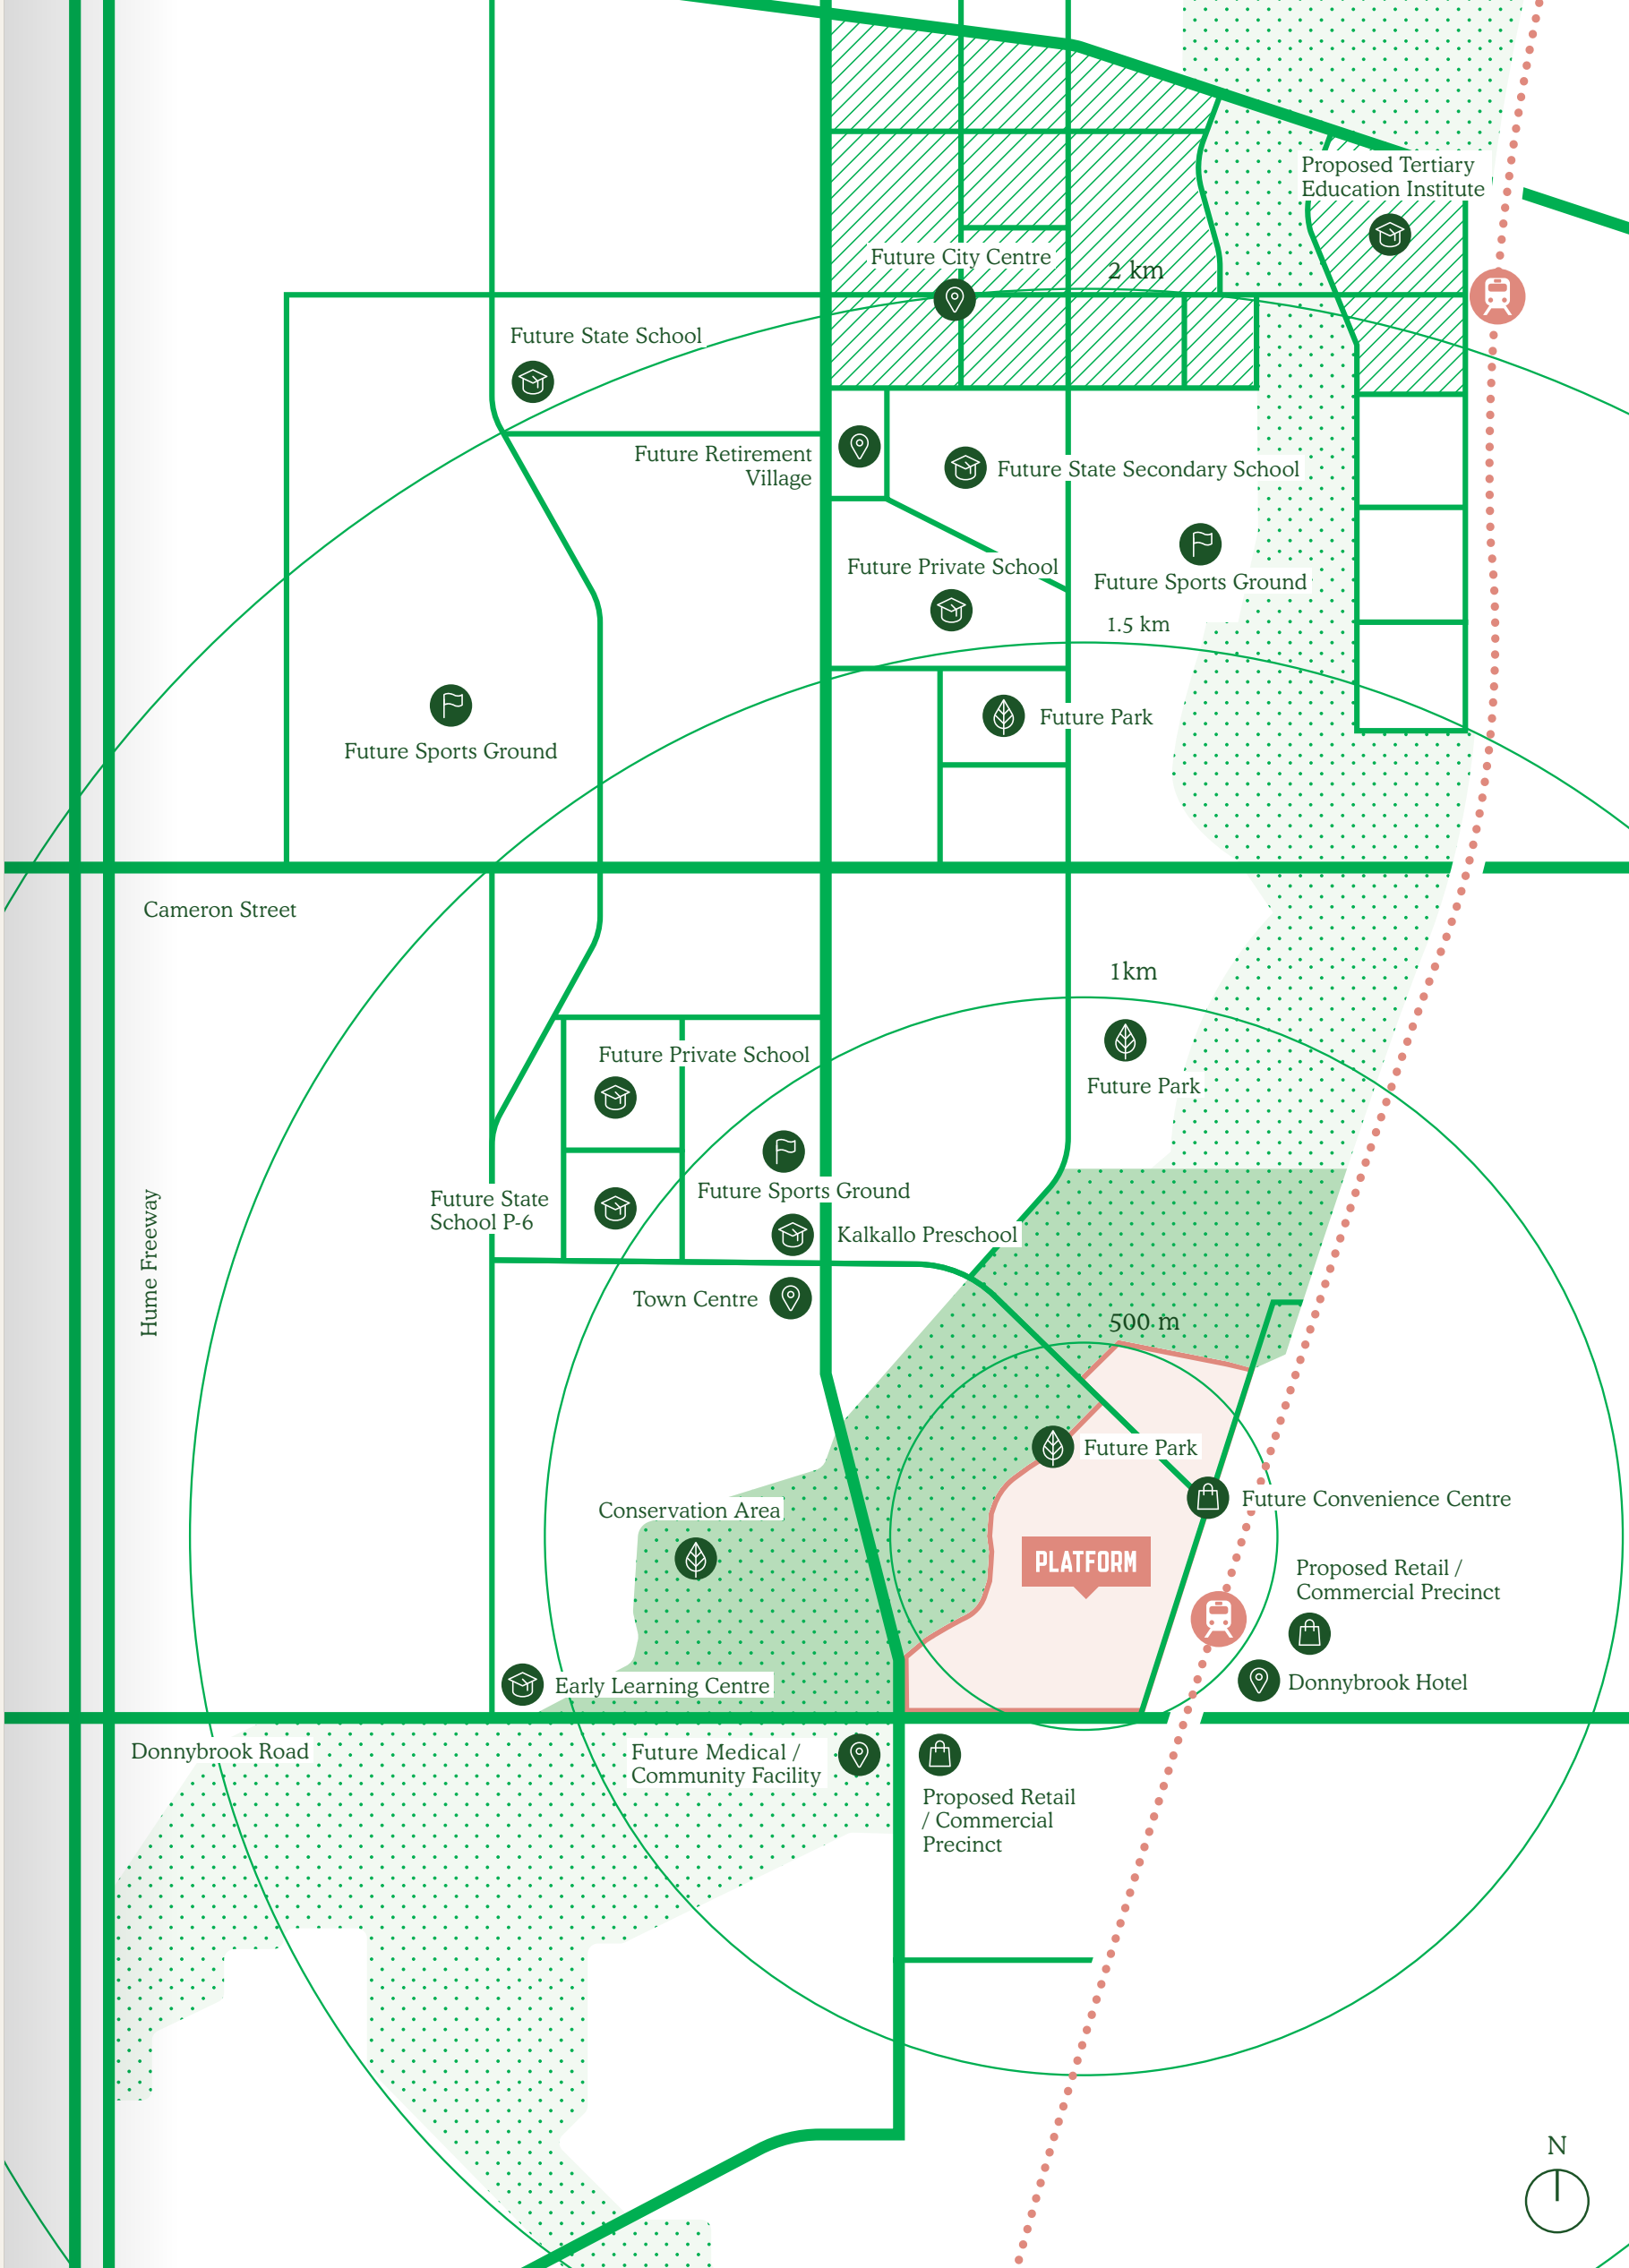 Proposed Tertiary
Education Institute
Future City Centre
2 km
Future State School
Future Retirement
Village
Future State Secondary School
Future Private School
Future Sports Ground
1.5 km
Future Park
Future Sports Ground
Cameron Street
1km
Future Private School
Future Park
Future State
School P-6
Future Sports Ground
Kalkallo Preschool
Hume Freeway
Town Centre
500 m
Future Park
Conservation Area
Future Convenience Centre
PLATFORM
Proposed Retail /
Commercial Precinct
Early Learning Centre
Donnybrook Hotel
Donnybrook Road
Future Medical /
Community Facility
Proposed Retail
/ Commercial
Precinct
N